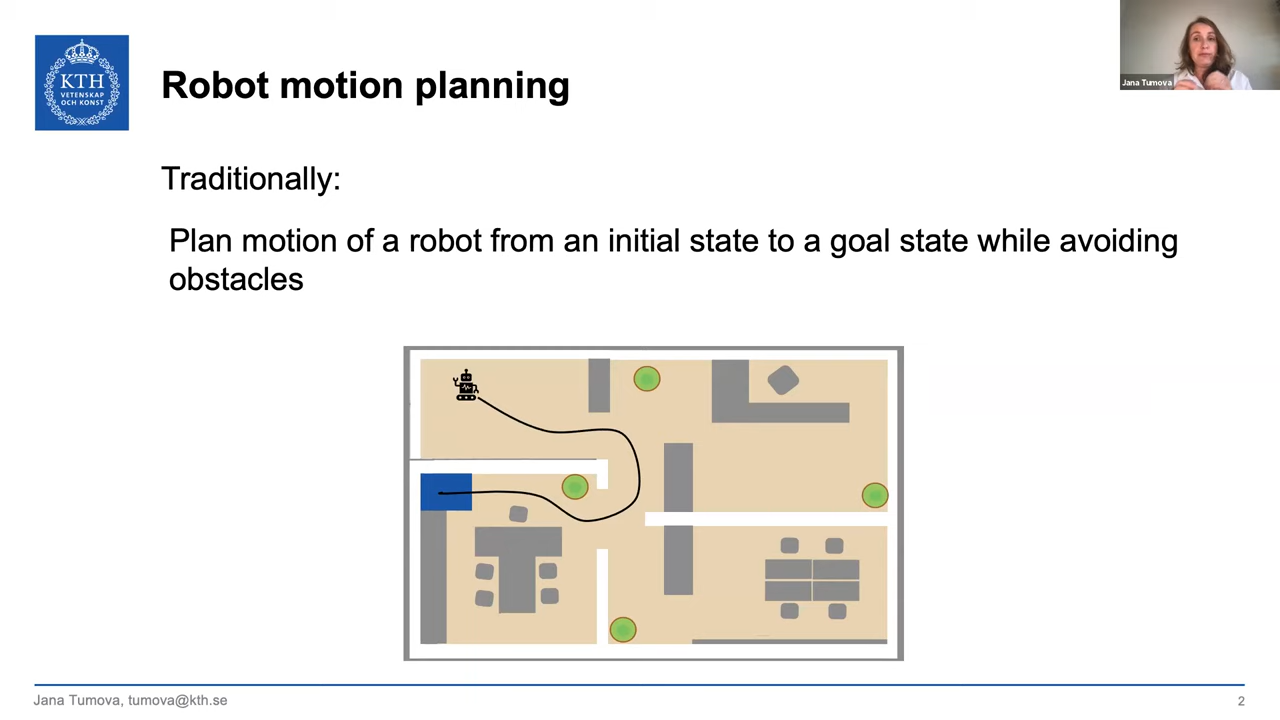 KTH
VETENSKAP
OCH KONST
Robot motion planning
Jana Tumova
Traditionally:
Plan motion of a robot from an initial state to a goal state while avoiding
obstacles
Jana Tumova, tumova@kth.se
2